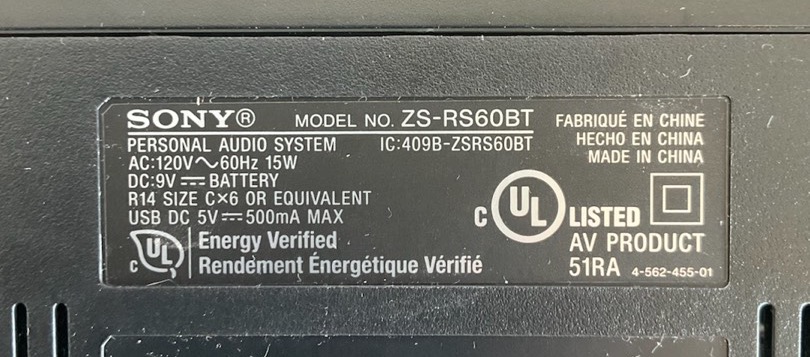 SONY® MODEL NO. ZS-RS60BT
PERSONAL AUDIO SYSTEM IC:409B-ZSRS60BT
AC:120V～60Hz 15W
DC:9V⎓BATTERY
R14 SIZE C×6 OR EQUIVALENT
USB DC 5V⎓500mA MAX
C UL Energy Verified
Rendement Énergétique Vérifié
FABRIQUÉ EN CHINE
HECHO EN CHINA
MADE IN CHINA
C UL LISTED
AV PRODUCT
51RA 4-562-455-01